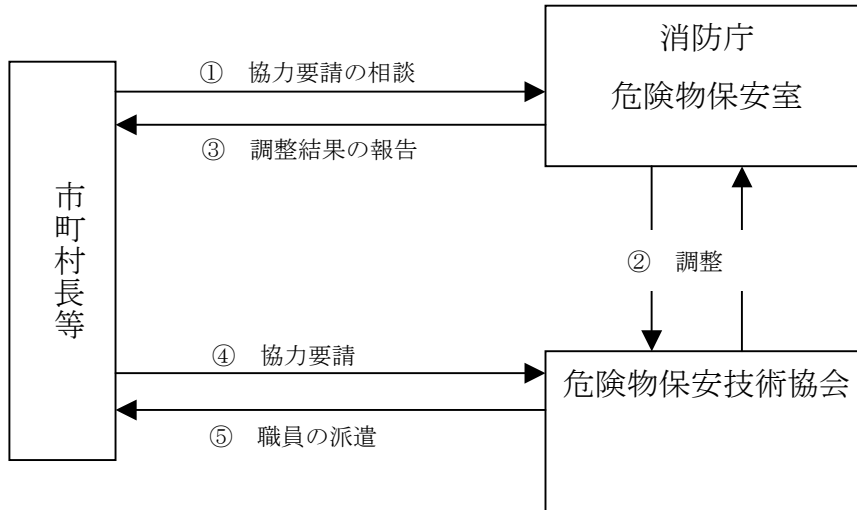 消防庁
危険物保安室
① 協力要請の相談
③ 調整結果の報告
市町村長等
② 調整
④ 協力要請
危険物保安技術協会
⑤ 職員の派遣